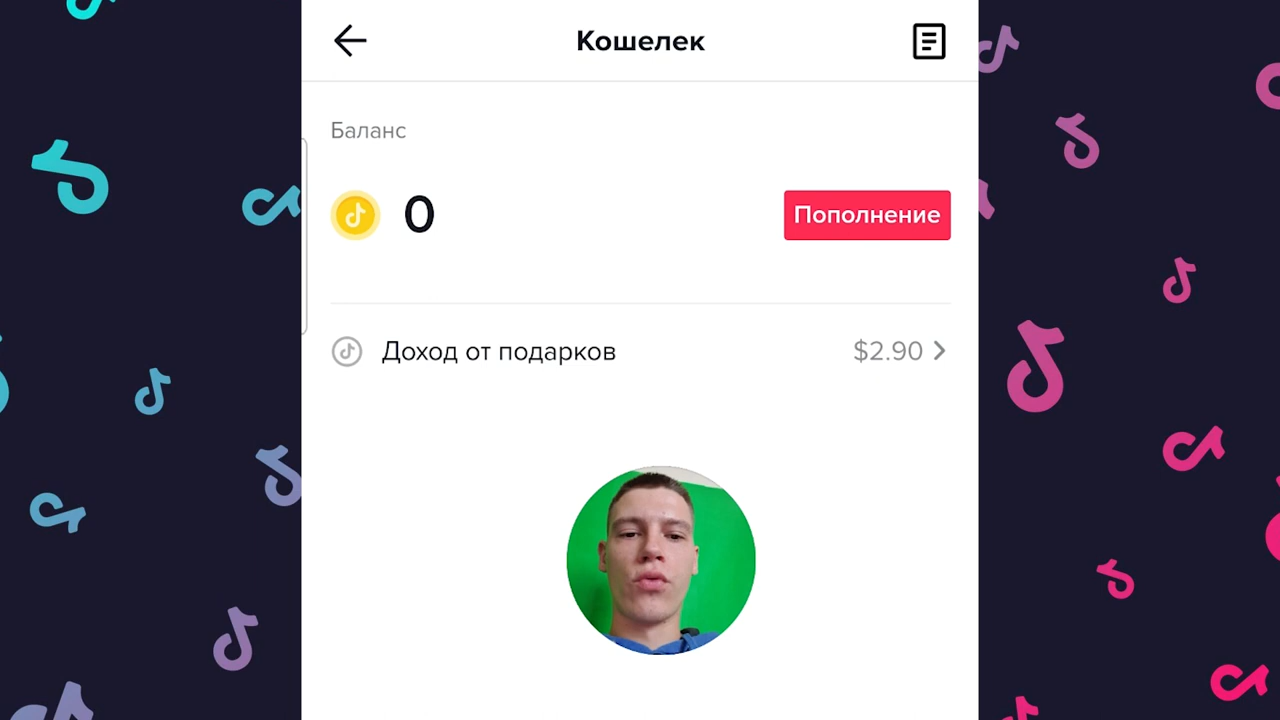 Кошелек
Баланс
0
Пополнение
Доход от подарков
$2.90